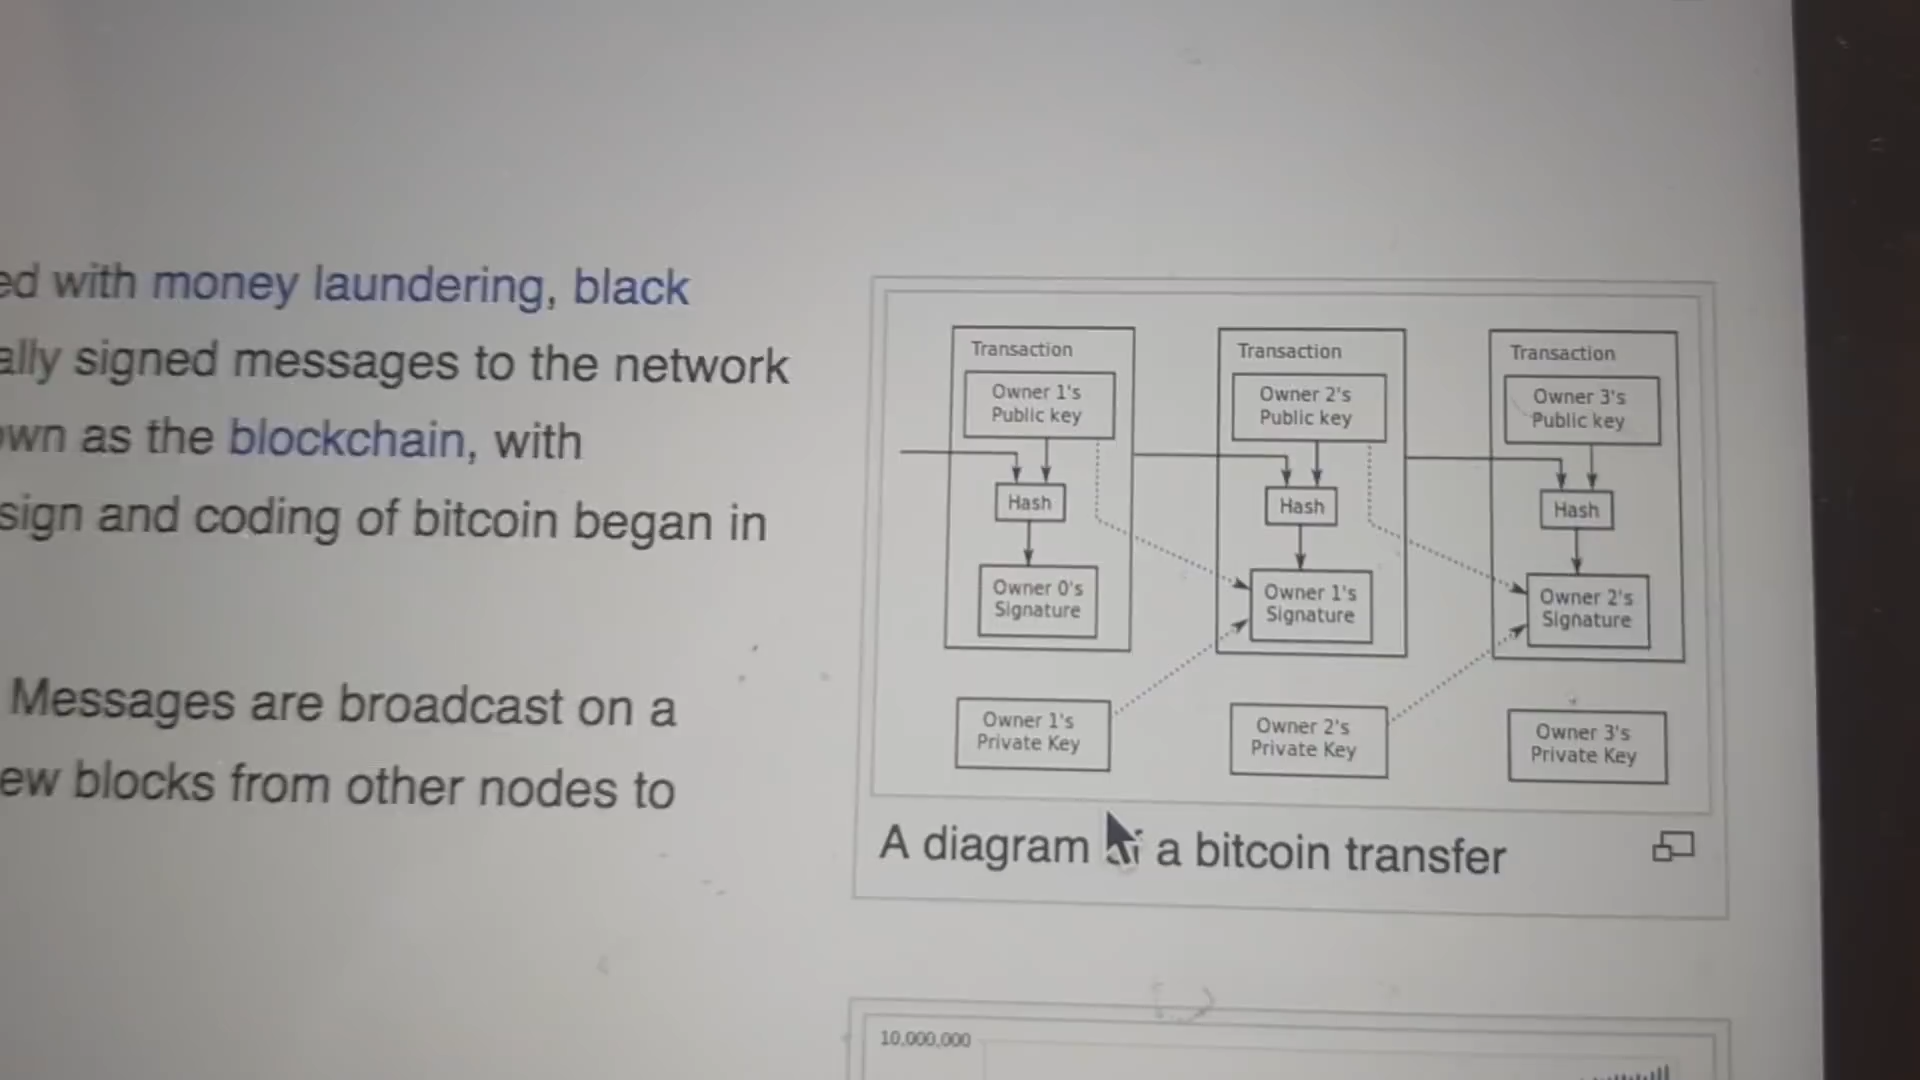 ed with money laundering, black
ally signed messages to the network
own as the blockchain, with
sign and coding of bitcoin began in
Messages are broadcast on a
ew blocks from other nodes to
Transaction
Owner 1's
Public key
Hash
Owner 0's
Signature
Owner 1's
Private Key
Transaction
Owner 2's
Public key
Hash
Owner 1's
Signature
Owner 2's
Private Key
Transaction
Owner 3's
Public key
Hash
Owner 2's
Signature
Owner 3's
Private Key
A diagram of a bitcoin transfer
10,000,000